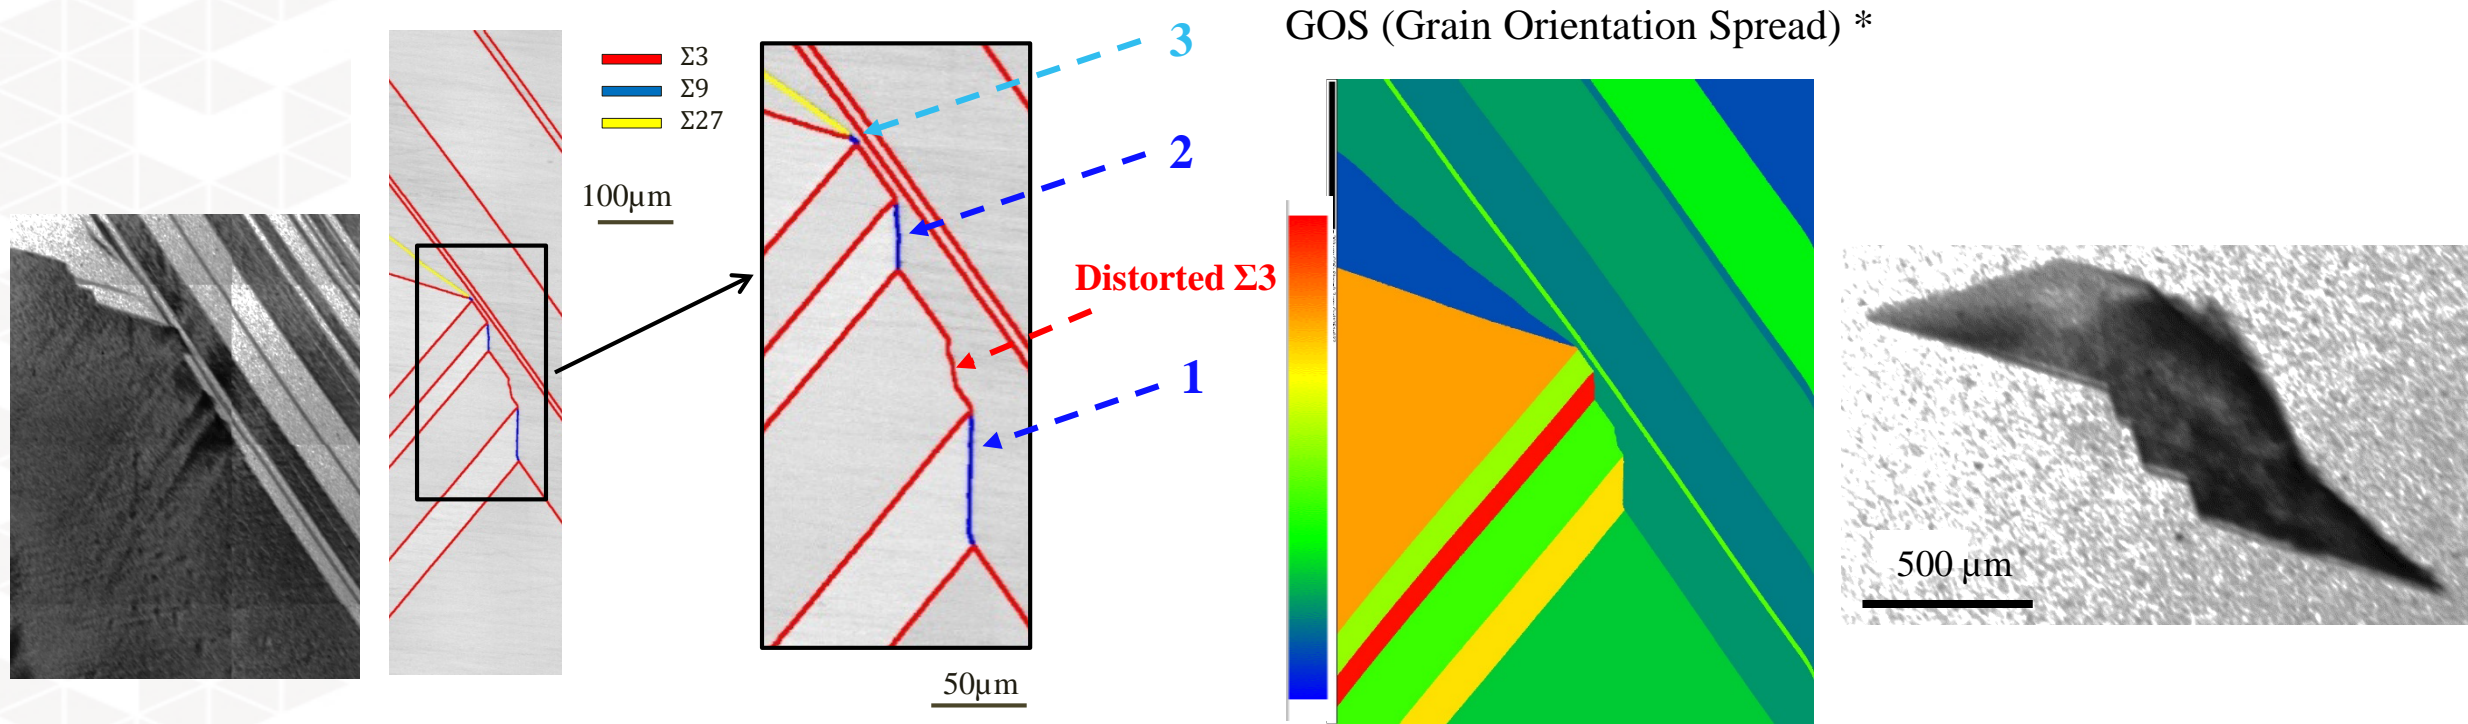 GOS (Grain Orientation Spread) *
Σ3
Σ9
Σ27
100µm
3
2
Distorted Σ3
1
50µm
500 µm